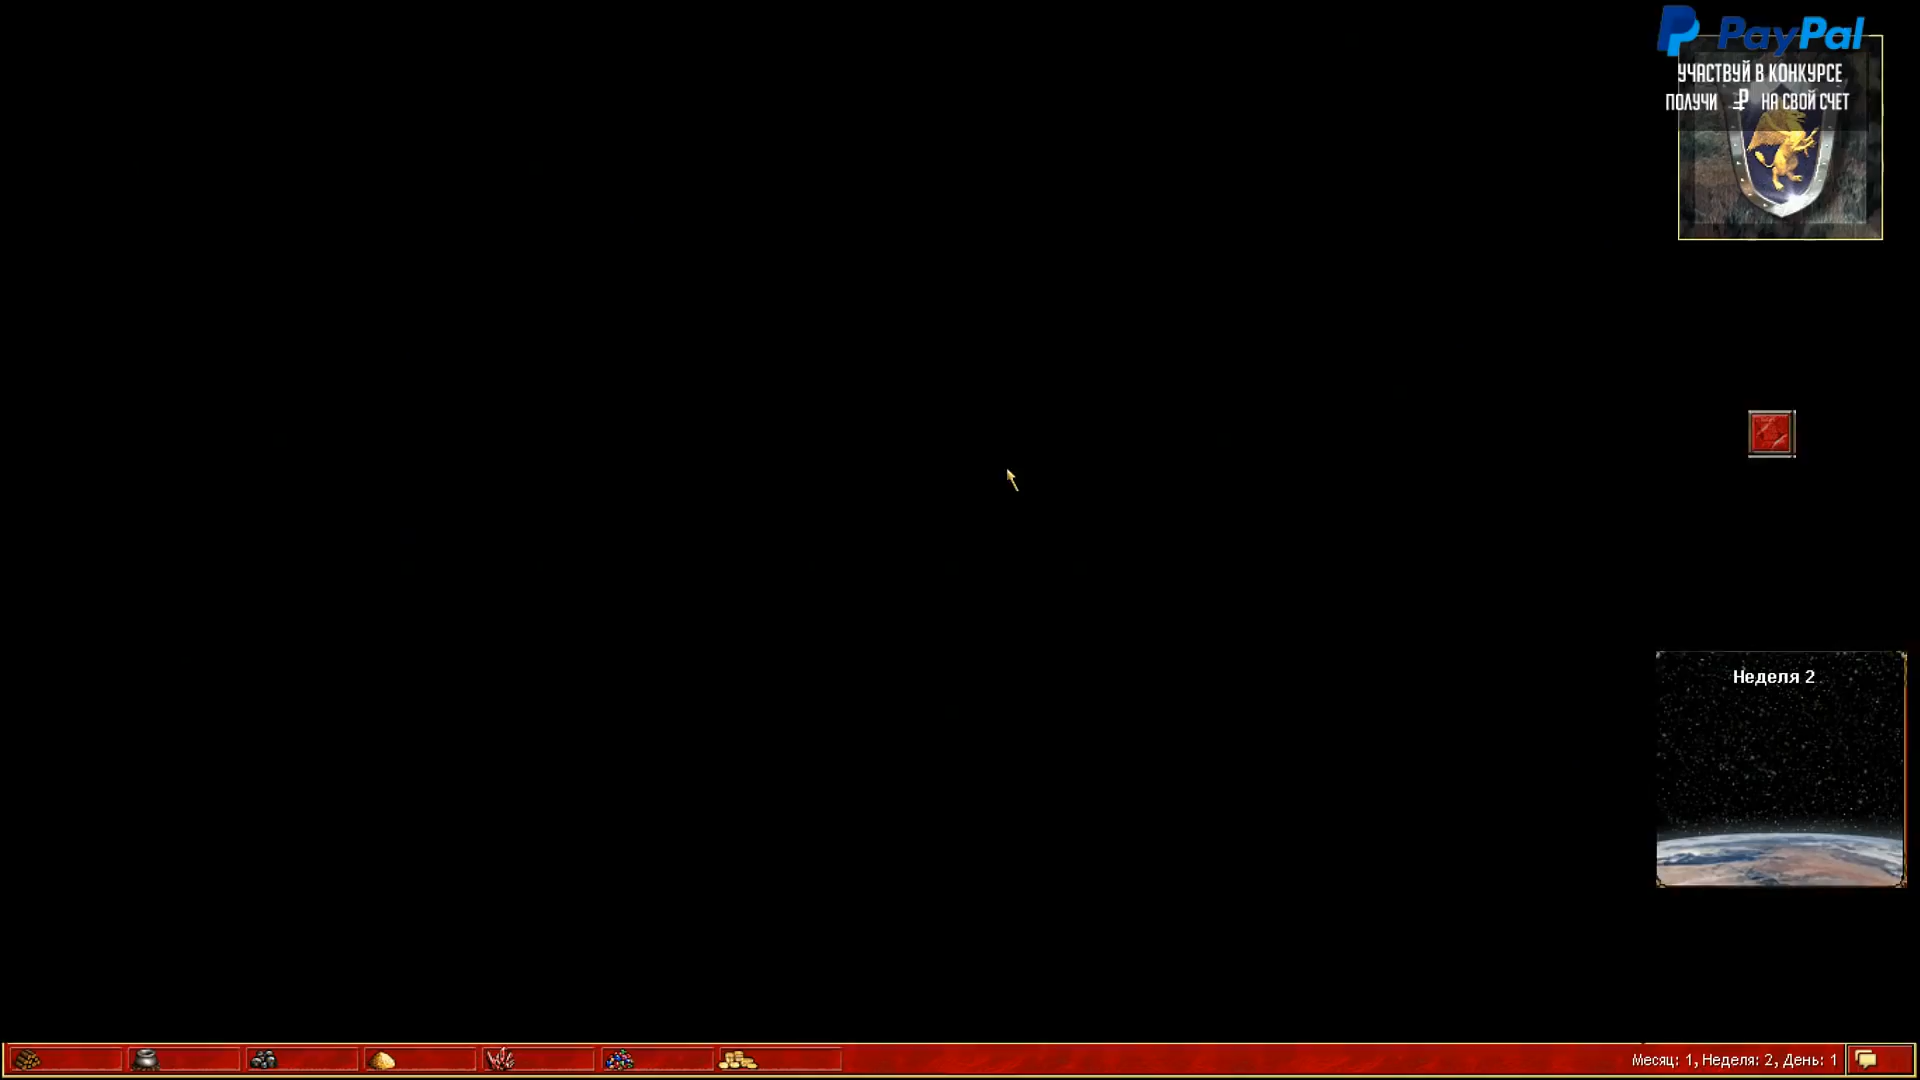 PayPal
УЧАСТВУЙ В КОНКУРСЕ
ПОЛУЧИ ₽ НА СВОЙ СЧЕТ
Неделя 2
Месяц: 1, Неделя: 2, День: 1